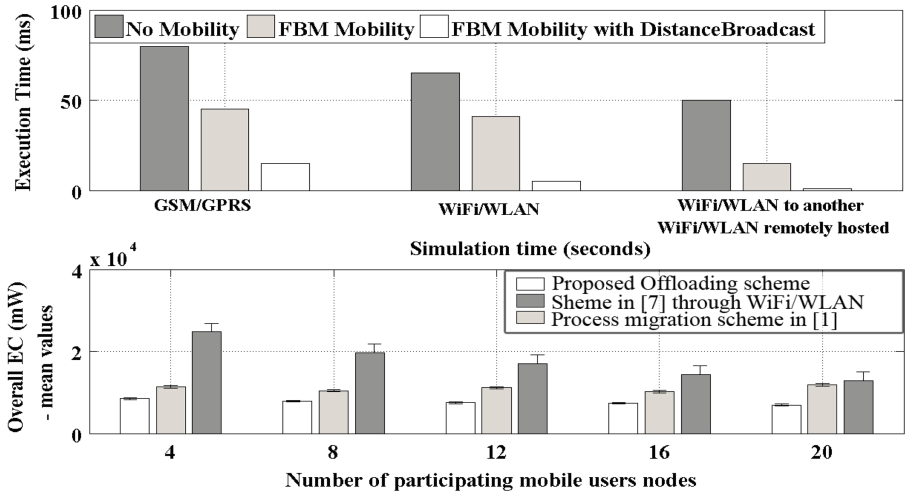 Execution Time (ms)
100
50
0
No Mobility FBM Mobility FBM Mobility with DistanceBroadcast
GSM/GPRS
WiFi/WLAN
WiFi/WLAN to another
WiFi/WLAN remotely hosted
Simulation time (seconds)
Overall EC (mW)
- mean values
x 10^4
4
2
0
Proposed Offloading scheme
Sheme in [7] through WiFi/WLAN
Process migration scheme in [1]
4 8 12 16 20
Number of participating mobile users nodes